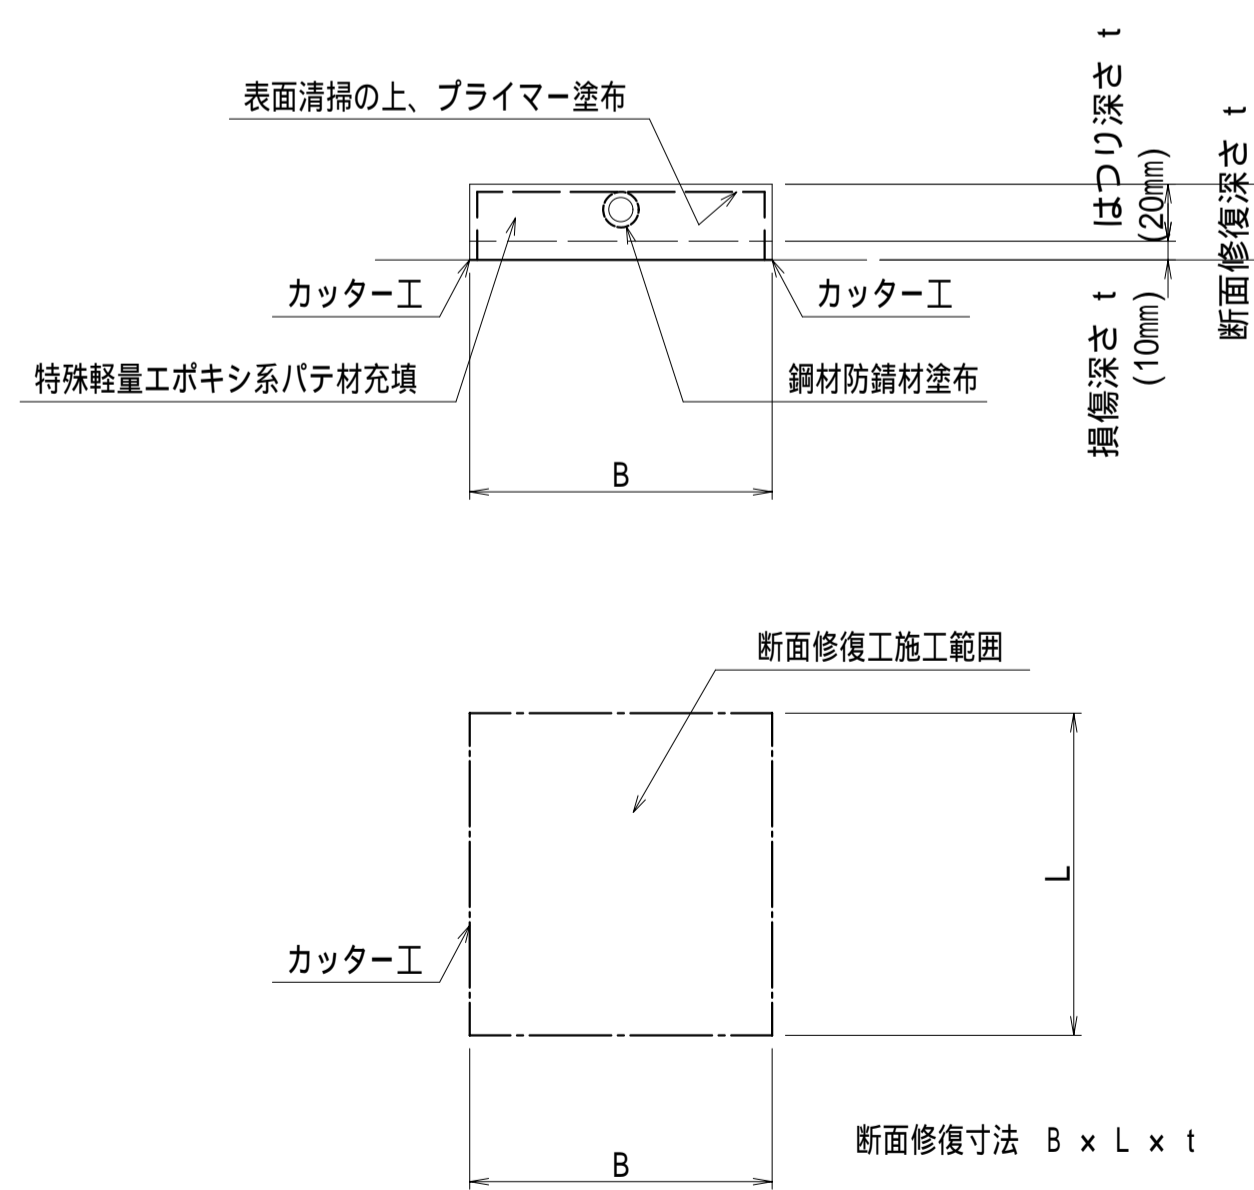 表面清掃の上、プライマー塗布
はつり深さ t
(20mm)
断面修復深さ t
カッター工
カッター工
損傷深さ t
(10mm)
特殊軽量エポキシ系パテ材充填
鋼材防錆材塗布
B
断面修復工施工範囲
L
カッター工
断面修復寸法 B × L × t
B